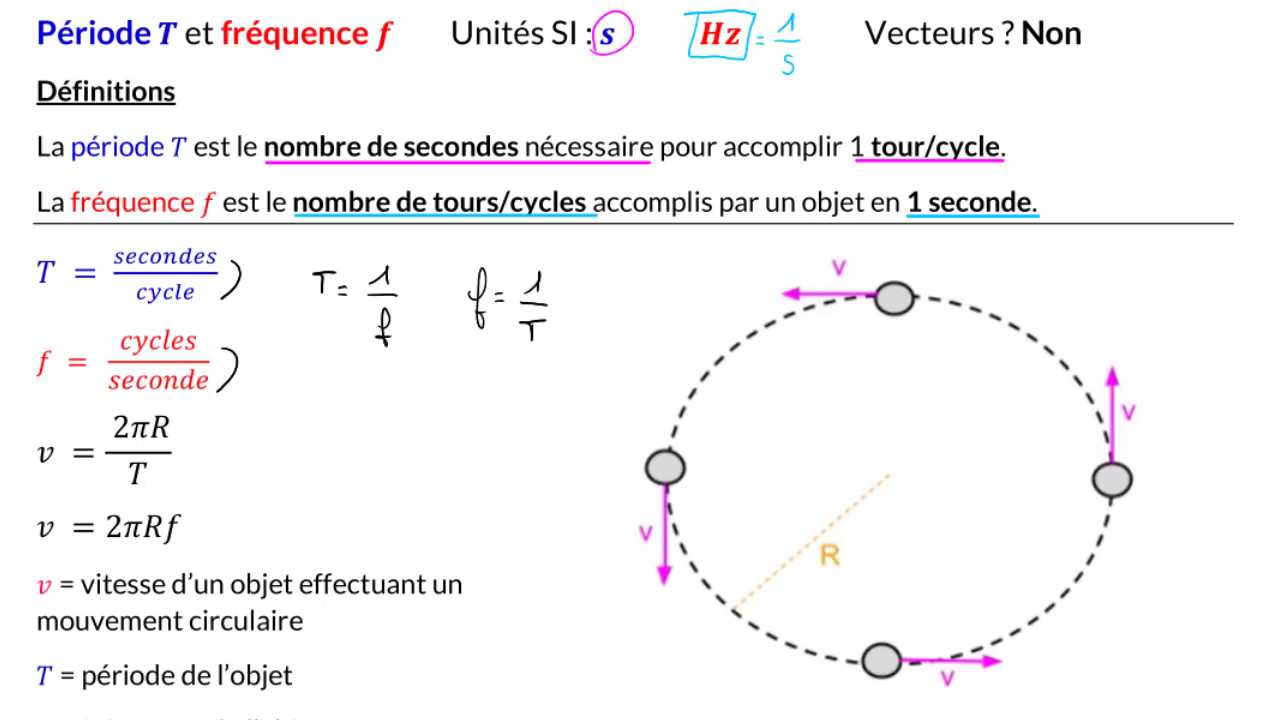 Période T et fréquence f Unités SI : s Hz = 1/s Vecteurs ? Non
Définitions
La période T est le nombre de secondes nécessaire pour accomplir 1 tour/cycle.
La fréquence f est le nombre de tours/cycles accomplis par un objet en 1 seconde.
T = secondes/cycle ) T = 1/f f = 1/T
f = cycles/seconde )
v = 2πR/T
v = 2πRf
v = vitesse d'un objet effectuant un
mouvement circulaire
T = période de l'objet
v
v
v
R
v